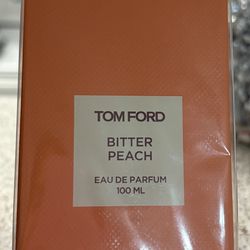 TOM FORD
BITTER
PEACH
EAU DE PARFUM
100 ML